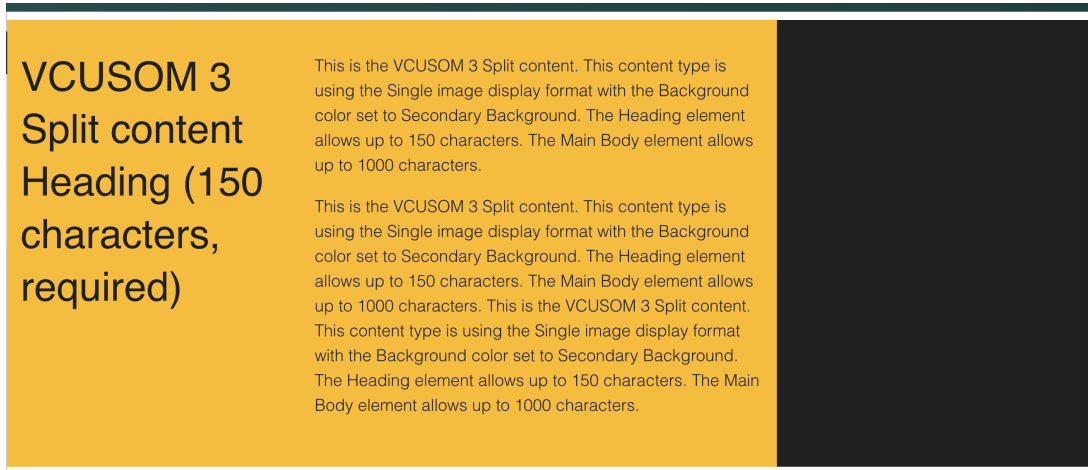 VCUSOM 3
Split content
Heading (150
characters,
required)
This is the VCUSOM 3 Split content. This content type is
using the Single image display format with the Background
color set to Secondary Background. The Heading element
allows up to 150 characters. The Main Body element allows
up to 1000 characters.
This is the VCUSOM 3 Split content. This content type is
using the Single image display format with the Background
color set to Secondary Background. The Heading element
allows up to 150 characters. The Main Body element allows
up to 1000 characters. This is the VCUSOM 3 Split content.
This content type is using the Single image display format
with the Background color set to Secondary Background.
The Heading element allows up to 150 characters. The Main
Body element allows up to 1000 characters.